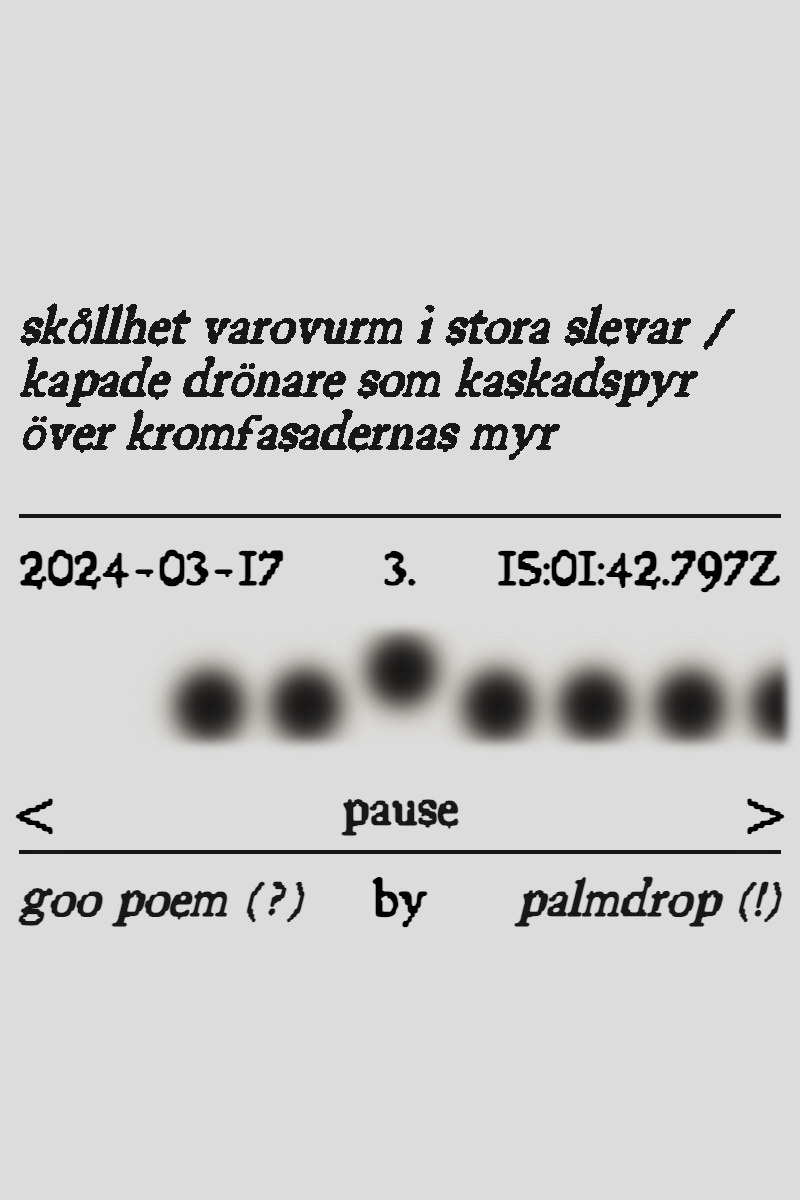 skållhet varovurm i stora slevar /
kapade drönare som kaskadspyr
över kromfasadernas myr
2024-03-17 3. 15:01:42.797Z
< pause >
goo poem (?) by palmdrop (!)